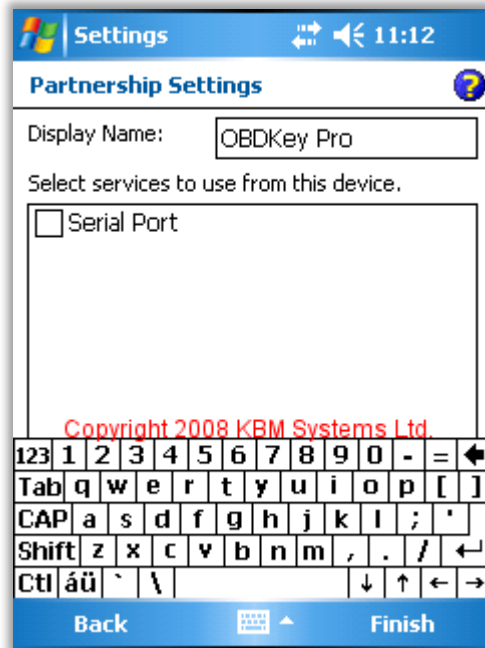 Settings 11:12
Partnership Settings ?
Display Name: OBDKey Pro
Select services to use from this device.
Serial Port
Copyright 2008 KBM Systems Ltd.
123 1 2 3 4 5 6 7 8 9 0 - = 🡄
Tab q w e r t y u i o p [ ]
CAP a s d f g h j k l ; '
Shift z x c v b n m , . / ↵
Ctl áü ` \ ↓ ↑ ← →
Back Finish